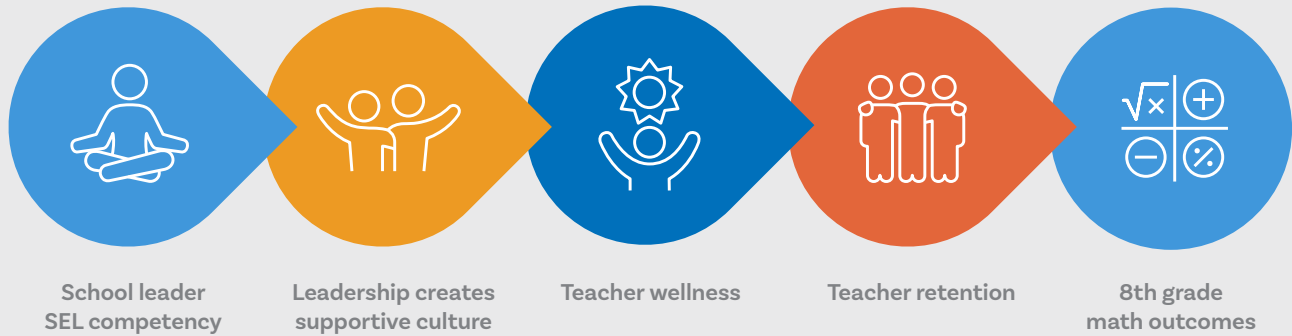 School leader
SEL competency
Leadership creates
supportive culture
Teacher wellness
Teacher retention
8th grade
math outcomes